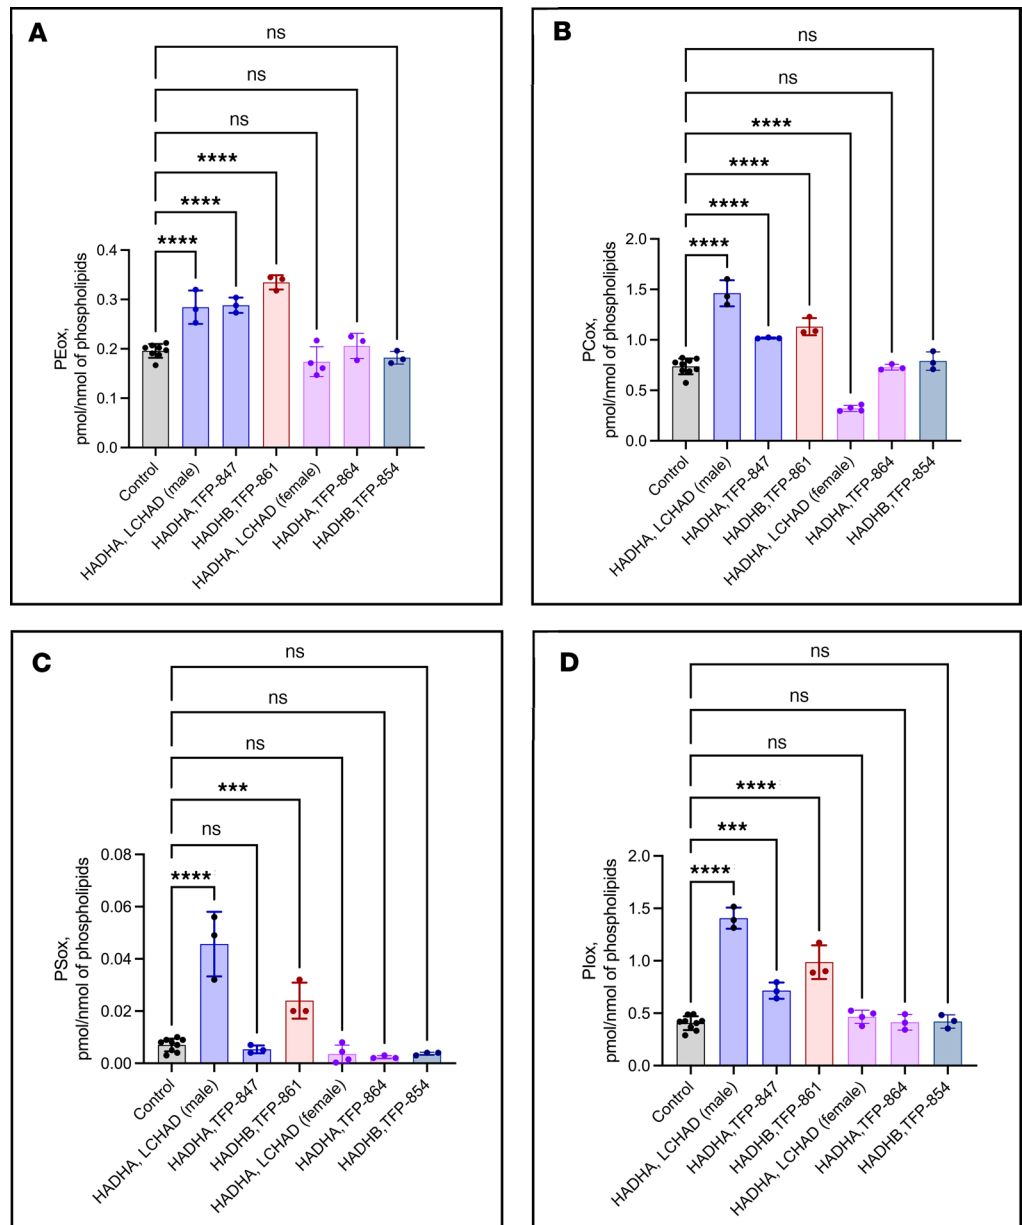 A
ns
ns
ns
****
****
****
PEox,
pmol/nmol of phospholipids
0.4
0.3
0.2
0.1
0.0
Control
HADHA, LCHAD (male)
HADHA,TFP-847
HADHB,TFP-861
HADHA, LCHAD (female)
HADHA,TFP-864
HADHB,TFP-854
B
ns
ns
****
****
****
****
PCox,
pmol/nmol of phospholipids
2.0
1.5
1.0
0.5
0.0
Control
HADHA, LCHAD (male)
HADHA,TFP-847
HADHB,TFP-861
HADHA, LCHAD (female)
HADHA,TFP-864
HADHB,TFP-854
C
ns
ns
ns
***
ns
****
PSox,
pmol/nmol of phospholipids
0.08
0.06
0.04
0.02
0.00
Control
HADHA, LCHAD (male)
HADHA,TFP-847
HADHB,TFP-861
HADHA, LCHAD (female)
HADHA,TFP-864
HADHB,TFP-854
D
ns
ns
ns
****
***
****
PIox,
pmol/nmol of phospholipids
2.0
1.5
1.0
0.5
0.0
Control
HADHA, LCHAD (male)
HADHA,TFP-847
HADHB,TFP-861
HADHA, LCHAD (female)
HADHA,TFP-864
HADHB,TFP-854